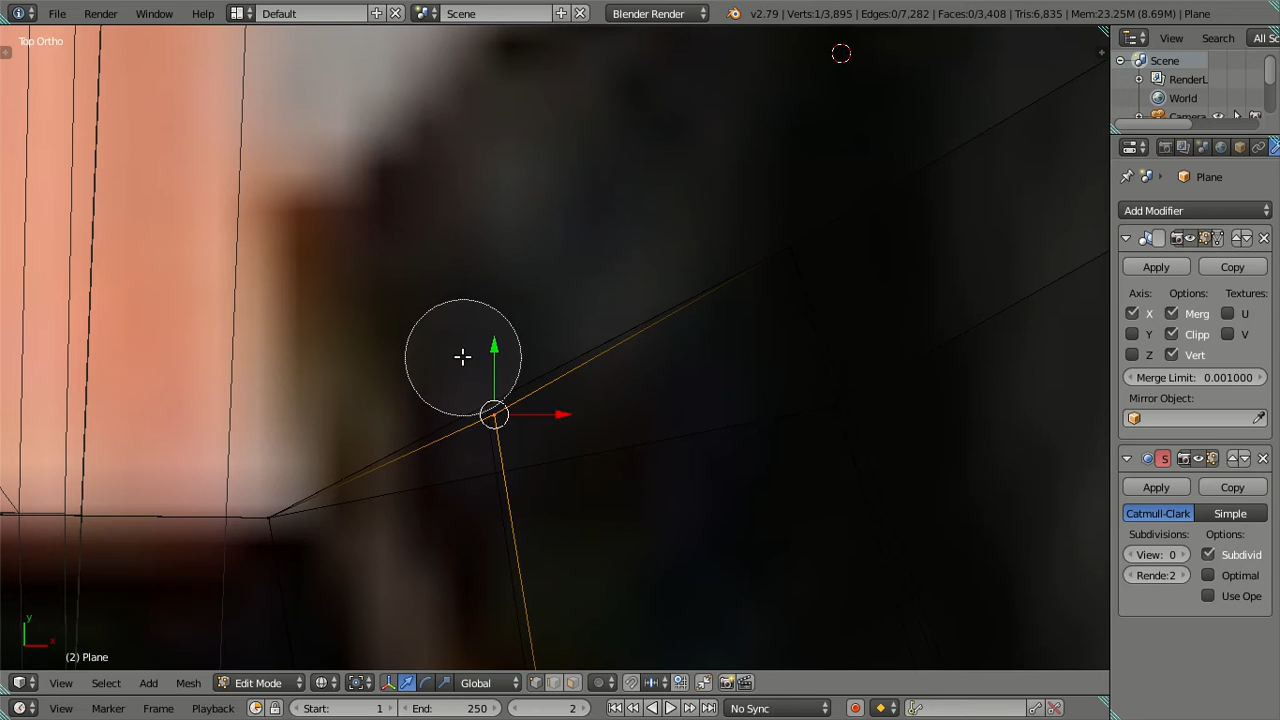 File Render Window Help Default Scene Blender Render v2.79 | Verts:1/3,895 | Edges:0/7,282 | Faces:0/3,408 | Tris:6,835 | Mem:23.25M (8.69M) | Plane
Top Ortho
View Search All Sc
Scene
RenderL
World
Camera
Plane
Add Modifier
Apply Copy
Axis: Options: Textures:
X Merg U
Y Clipp V
Z Vert
Merge Limit: 0.001000
Mirror Object:
S
Apply Copy
Catmull-Clark Simple
Subdivisions: Options:
View: 0 Subdivid
Rende:2 Optimal
Use Ope
y
x
(2) Plane
View Select Add Mesh Edit Mode Global
View Marker Frame Playback Start: 1 End: 250 2 No Sync